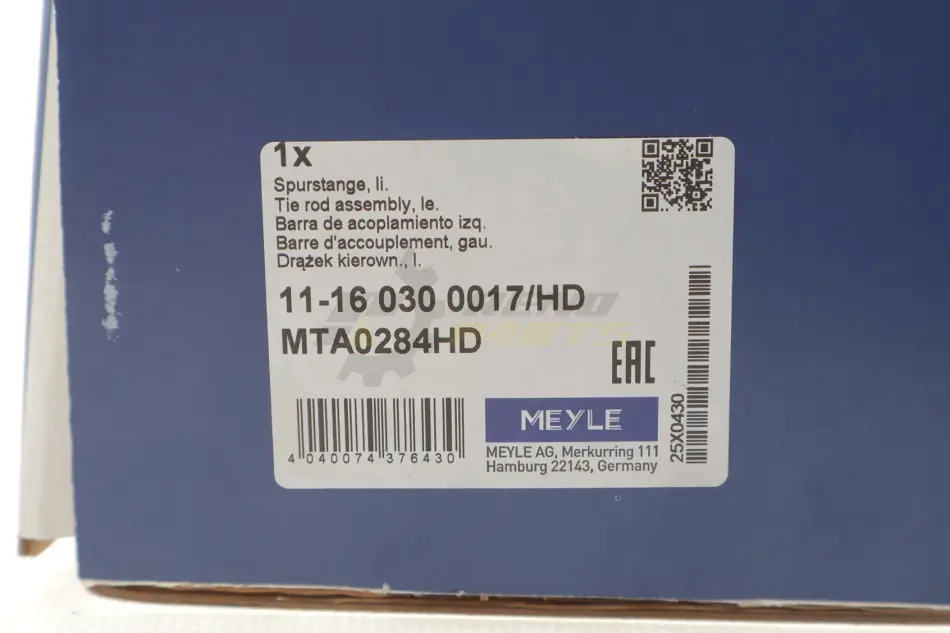 1x
Spurstange, li.
Tie rod assembly, le.
Barra de acoplamiento izq.
Barre d'accouplement, gau.
Drążek kierown., l.
11-16 030 0017/HD
MTA0284HD
EAC
4 040074 376430
MEYLE
MEYLE AG, Merkurring 111
Hamburg 22143, Germany
25X0430
PARTS